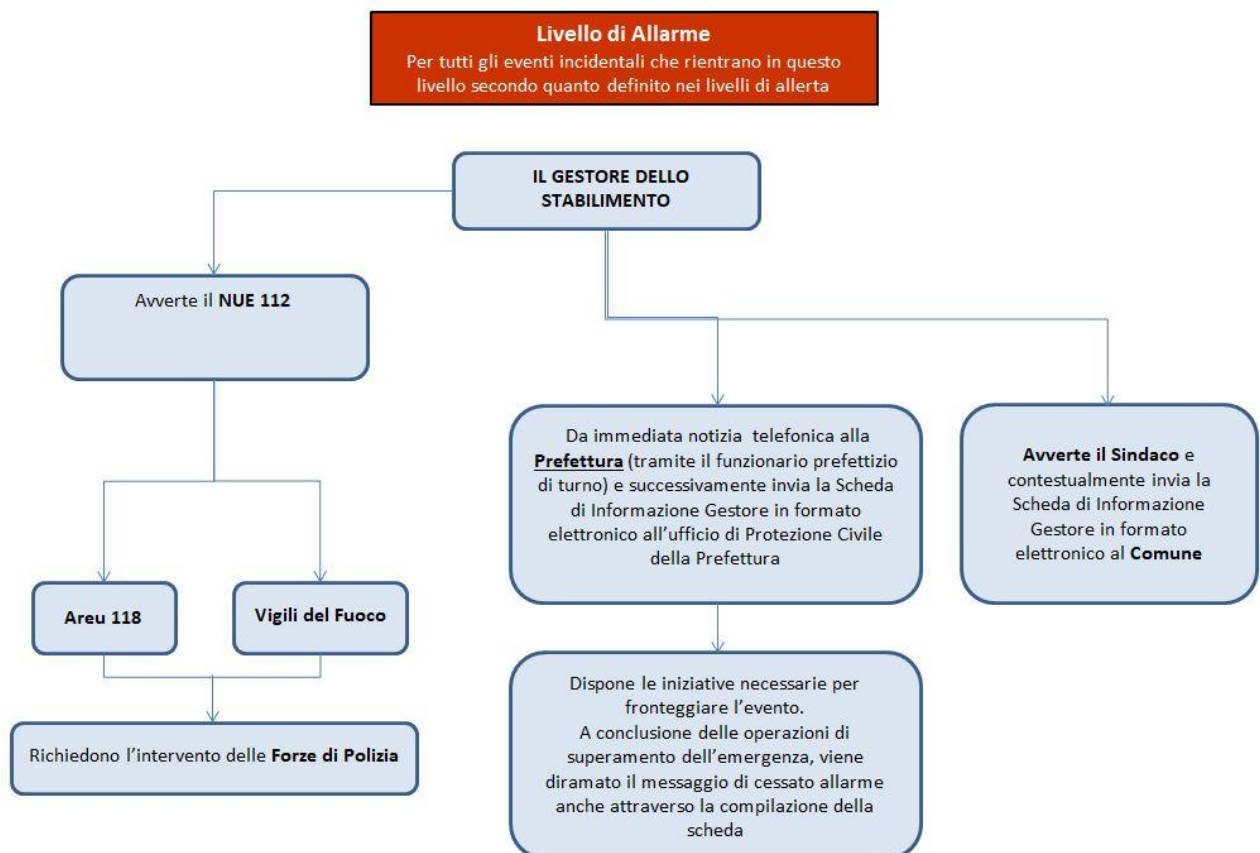 Livello di Allarme
Per tutti gli eventi incidentali che rientrano in questo
livello secondo quanto definito nei livelli di allerta
IL GESTORE DELLO
STABILIMENTO
Avverte il NUE 112
Da immediata notizia telefonica alla
Prefettura (tramite il funzionario prefettizio
di turno) e successivamente invia la Scheda
di Informazione Gestore in formato
elettronico all’ufficio di Protezione Civile
della Prefettura
Avverte il Sindaco e
contestualmente invia la
Scheda di Informazione
Gestore in formato
elettronico al Comune
Areu 118
Vigili del Fuoco
Richiedono l’intervento delle Forze di Polizia
Dispone le iniziative necessarie per
fronteggiare l’evento.
A conclusione delle operazioni di
superamento dell’emergenza, viene
diramato il messaggio di cessato allarme
anche attraverso la compilazione della
scheda